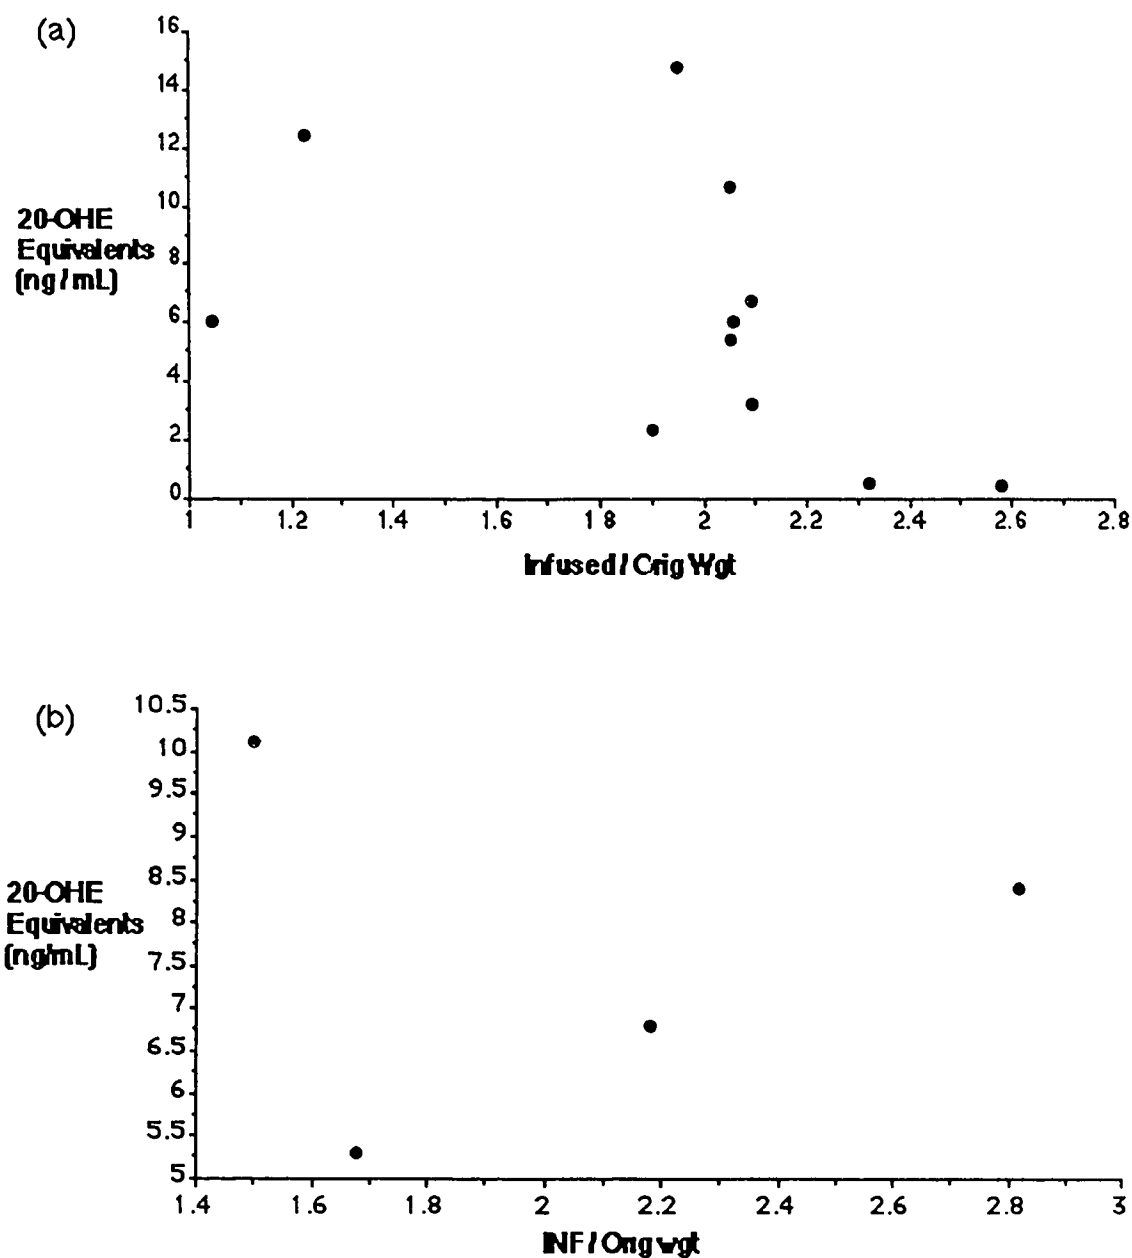 (a)
16
14
12
10
8
6
4
2
0
20-OHE
Equivalents
(ng/mL)
1 1.2 1.4 1.6 1.8 2 2.2 2.4 2.6 2.8
Infused / Orig Wgt
(b)
10.5
10
9.5
9
8.5
8
7.5
7
6.5
6
5.5
5
20-OHE
Equivalents
(ng/mL)
1.4 1.6 1.8 2 2.2 2.4 2.6 2.8 3
INF / Orig wgt